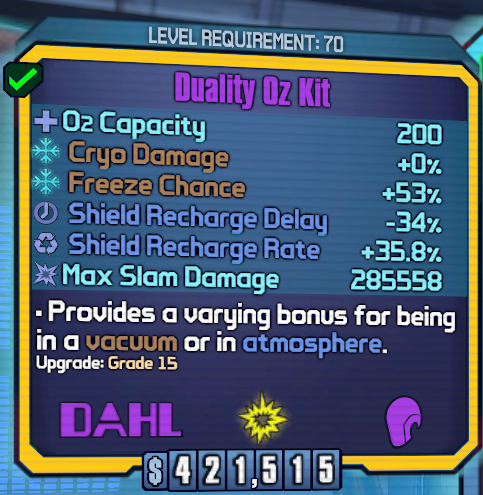 LEVEL REQUIREMENT: 70
Duality Oz Kit
O2 Capacity 200
Cryo Damage +0%
Freeze Chance +53%
Shield Recharge Delay -34%
Shield Recharge Rate +35.8%
Max Slam Damage 285558
• Provides a varying bonus for being
in a vacuum or in atmosphere.
Upgrade: Grade 15
DAHL
$421,515